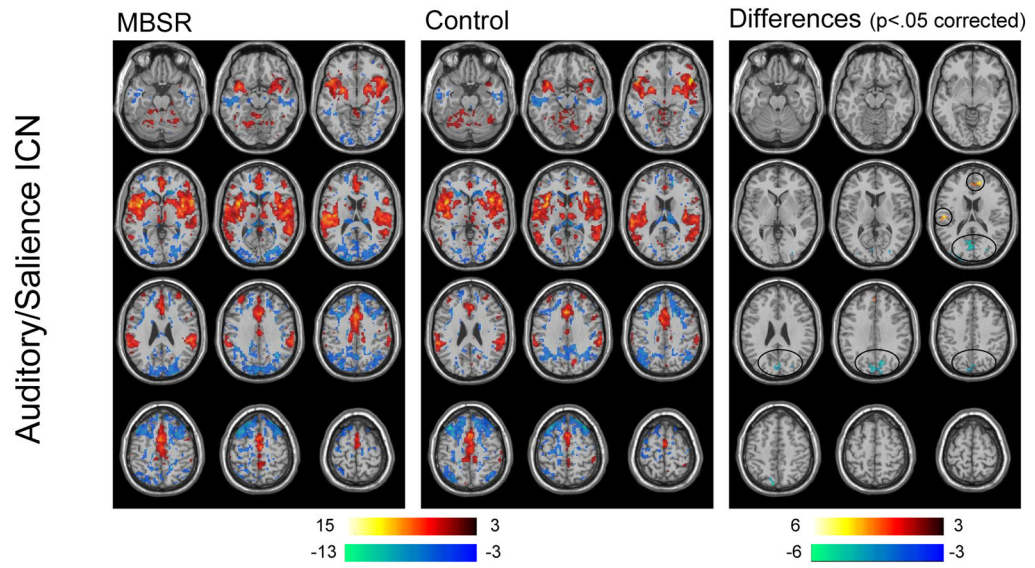 MBSR
Control
Differences (p<.05 corrected)
Auditory/Salience ICN
15 3
-13 -3
6 3
-6 -3